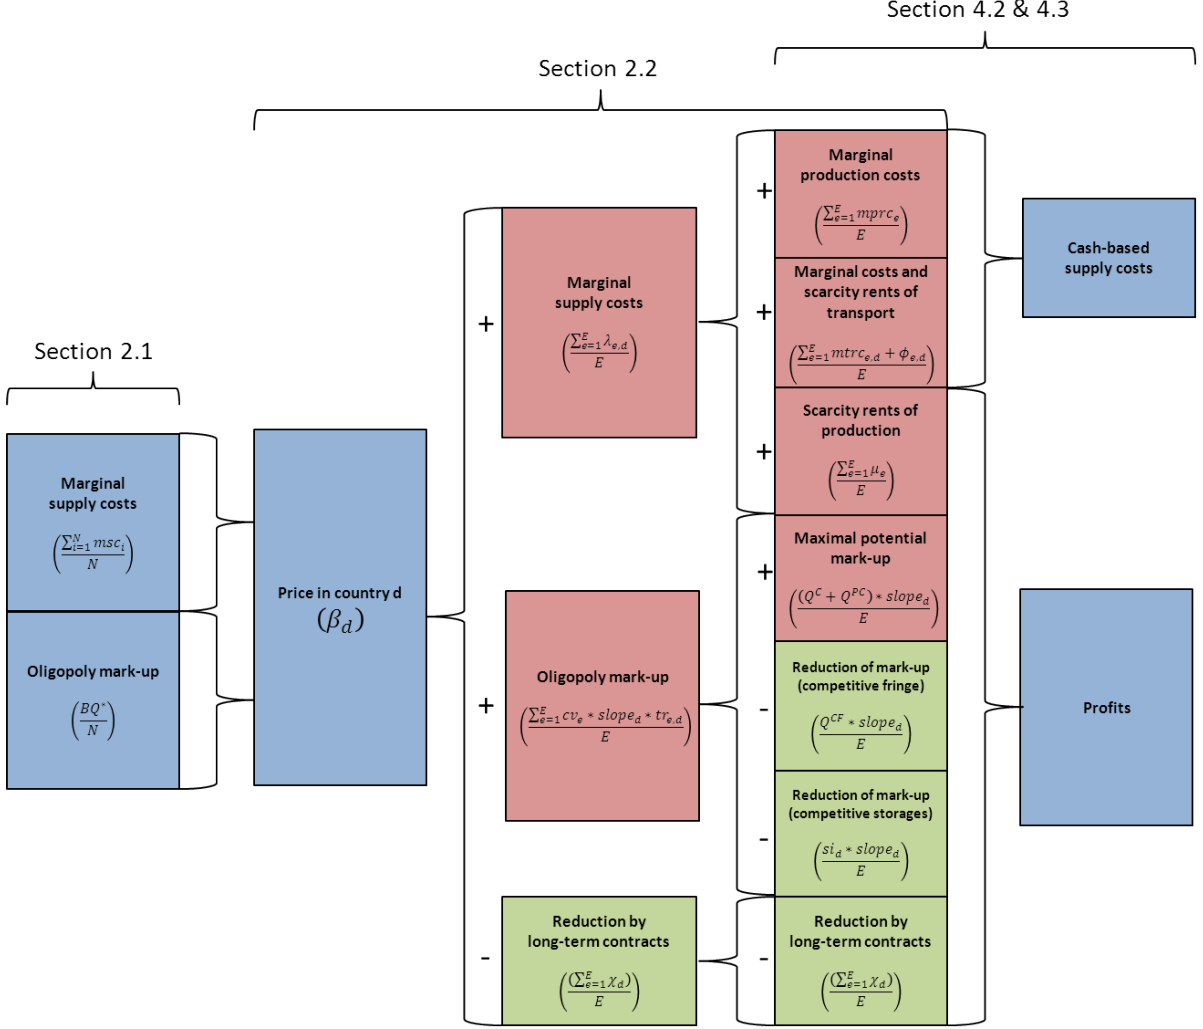 Section 4.2 & 4.3
Section 2.2
Section 2.1
Marginal
supply costs
(∑_{i=1}^{N} msc_i / N)
Oligopoly mark-up
(BQ* / N)
Price in country d
(β_d)
+
Marginal
supply costs
(∑_{e=1}^{E} λ_{e,d} / E)
+
Oligopoly mark-up
(∑_{e=1}^{E} cv_e * slope_d * tr_{e,d} / E)
-
Reduction by
long-term contracts
((∑_{e=1}^{E} χ_d) / E)
+
Marginal
production costs
(∑_{e=1}^{E} mprc_e / E)
+
Marginal costs and
scarcity rents of
transport
(∑_{e=1}^{E} mtrc_{e,d} + ϕ_{e,d} / E)
+
Scarcity rents of
production
(∑_{e=1}^{E} μ_e / E)
+
Maximal potential
mark-up
((Q^C + Q^{PC}) * slope_d / E)
-
Reduction of mark-up
(competitive fringe)
(Q^{CF} * slope_d / E)
-
Reduction of mark-up
(competitive storages)
(si_d * slope_d / E)
-
Reduction by
long-term contracts
((∑_{e=1}^{E} χ_d) / E)
Cash-based
supply costs
Profits